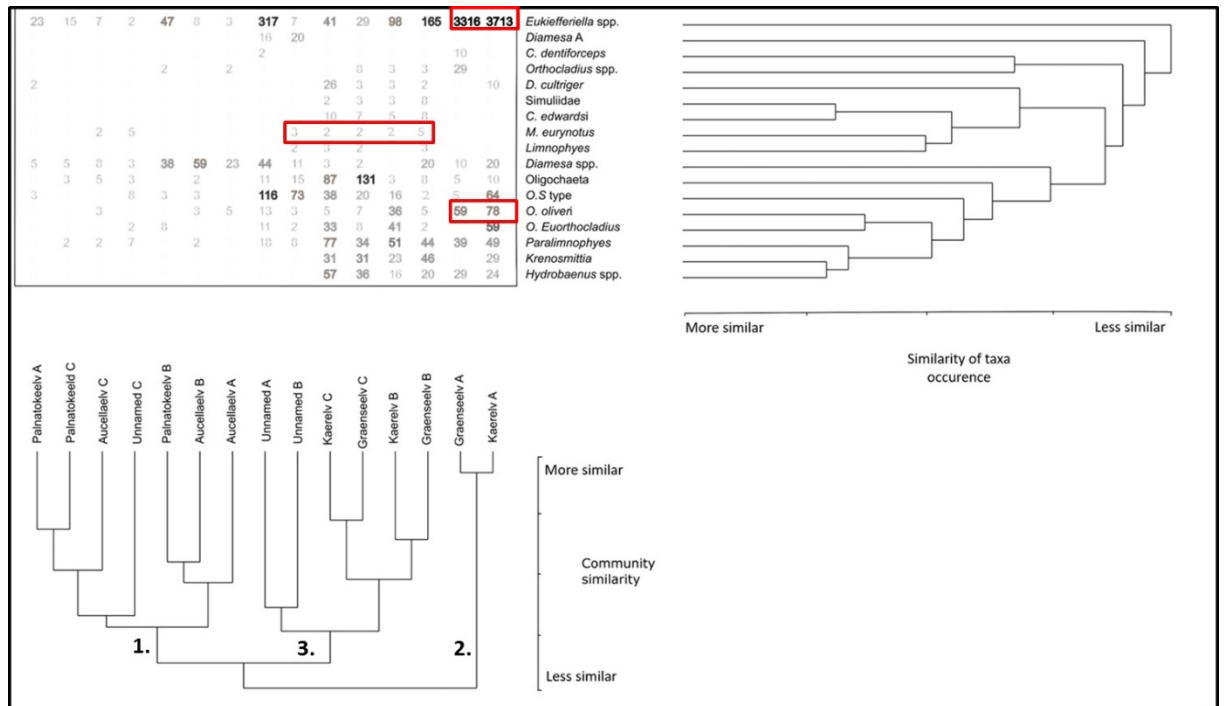 23 15 7 2 47 8 3 317 7 41 29 98 165 3316 3713 Eukiefferiella spp.
16 20 Diamesa A
2 10 C. dentiforceps
2 2 8 3 3 29 Orthocladius spp.
2 26 3 3 2 10 D. cultriger
2 3 3 8 Simuliidae
10 7 5 8 C. edwardsi
2 5 3 2 2 2 5 M. eurynotus
2 3 2 3 Limnophyes
5 5 8 3 38 59 23 44 11 3 2 20 10 20 Diamesa spp.
3 5 3 2 11 15 87 131 3 8 5 10 Oligochaeta
3 8 3 3 116 73 38 20 16 2 5 64 O.S type
3 3 5 13 3 5 7 36 5 59 78 O. oliveri
2 8 11 2 33 8 41 2 59 O. Euorthocladius
2 2 7 2 18 8 77 34 51 44 39 49 Paralimnophyes
31 31 23 46 29 Krenosmittia
57 36 16 20 29 24 Hydrobaenus spp.
More similar
Less similar
Similarity of taxa
occurence
Palnatokeelv A
Palnatokeeld C
Aucellaelv C
Unnamed C
Palnatokeelv B
Aucellaelv B
Aucellaelv A
Unnamed A
Unnamed B
Kaerelv C
Graenseelv C
Kaerelv B
Graenseelv B
Graenseelv A
Kaerelv A
More similar
Community
similarity
Less similar
1.
3.
2.